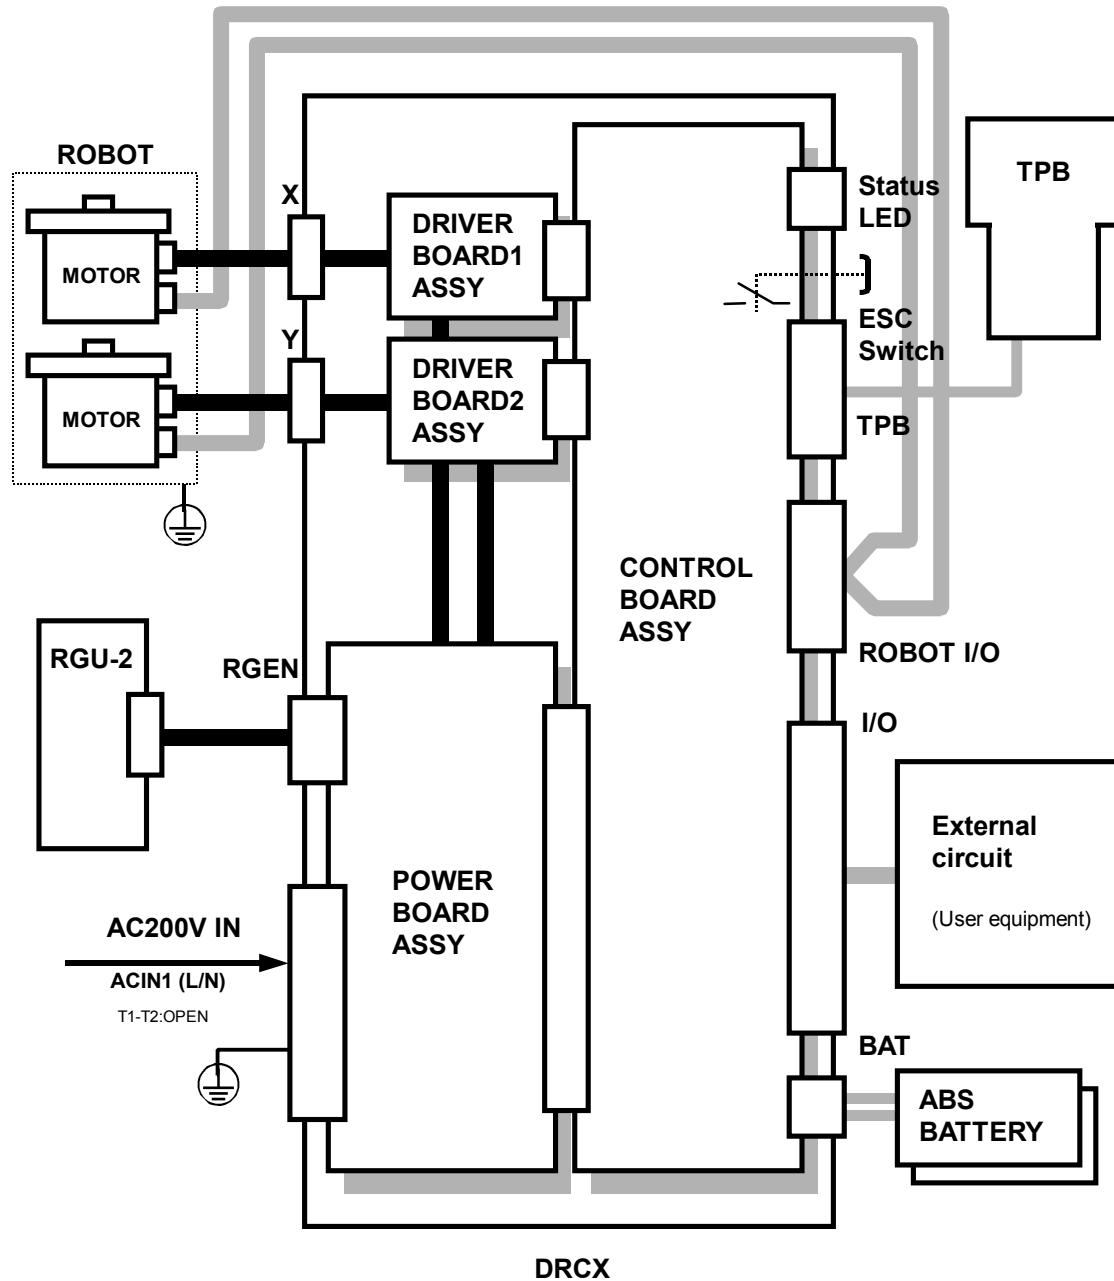 ROBOT
MOTOR
MOTOR
X
Y
DRIVER
BOARD1
ASSY
DRIVER
BOARD2
ASSY
Status
LED
ESC
Switch
TPB
TPB
CONTROL
BOARD
ASSY
ROBOT I/O
I/O
RGU-2
RGEN
POWER
BOARD
ASSY
AC200V IN
ACIN1 (L/N)
T1-T2:OPEN
External
circuit
(User equipment)
BAT
ABS
BATTERY
DRCX